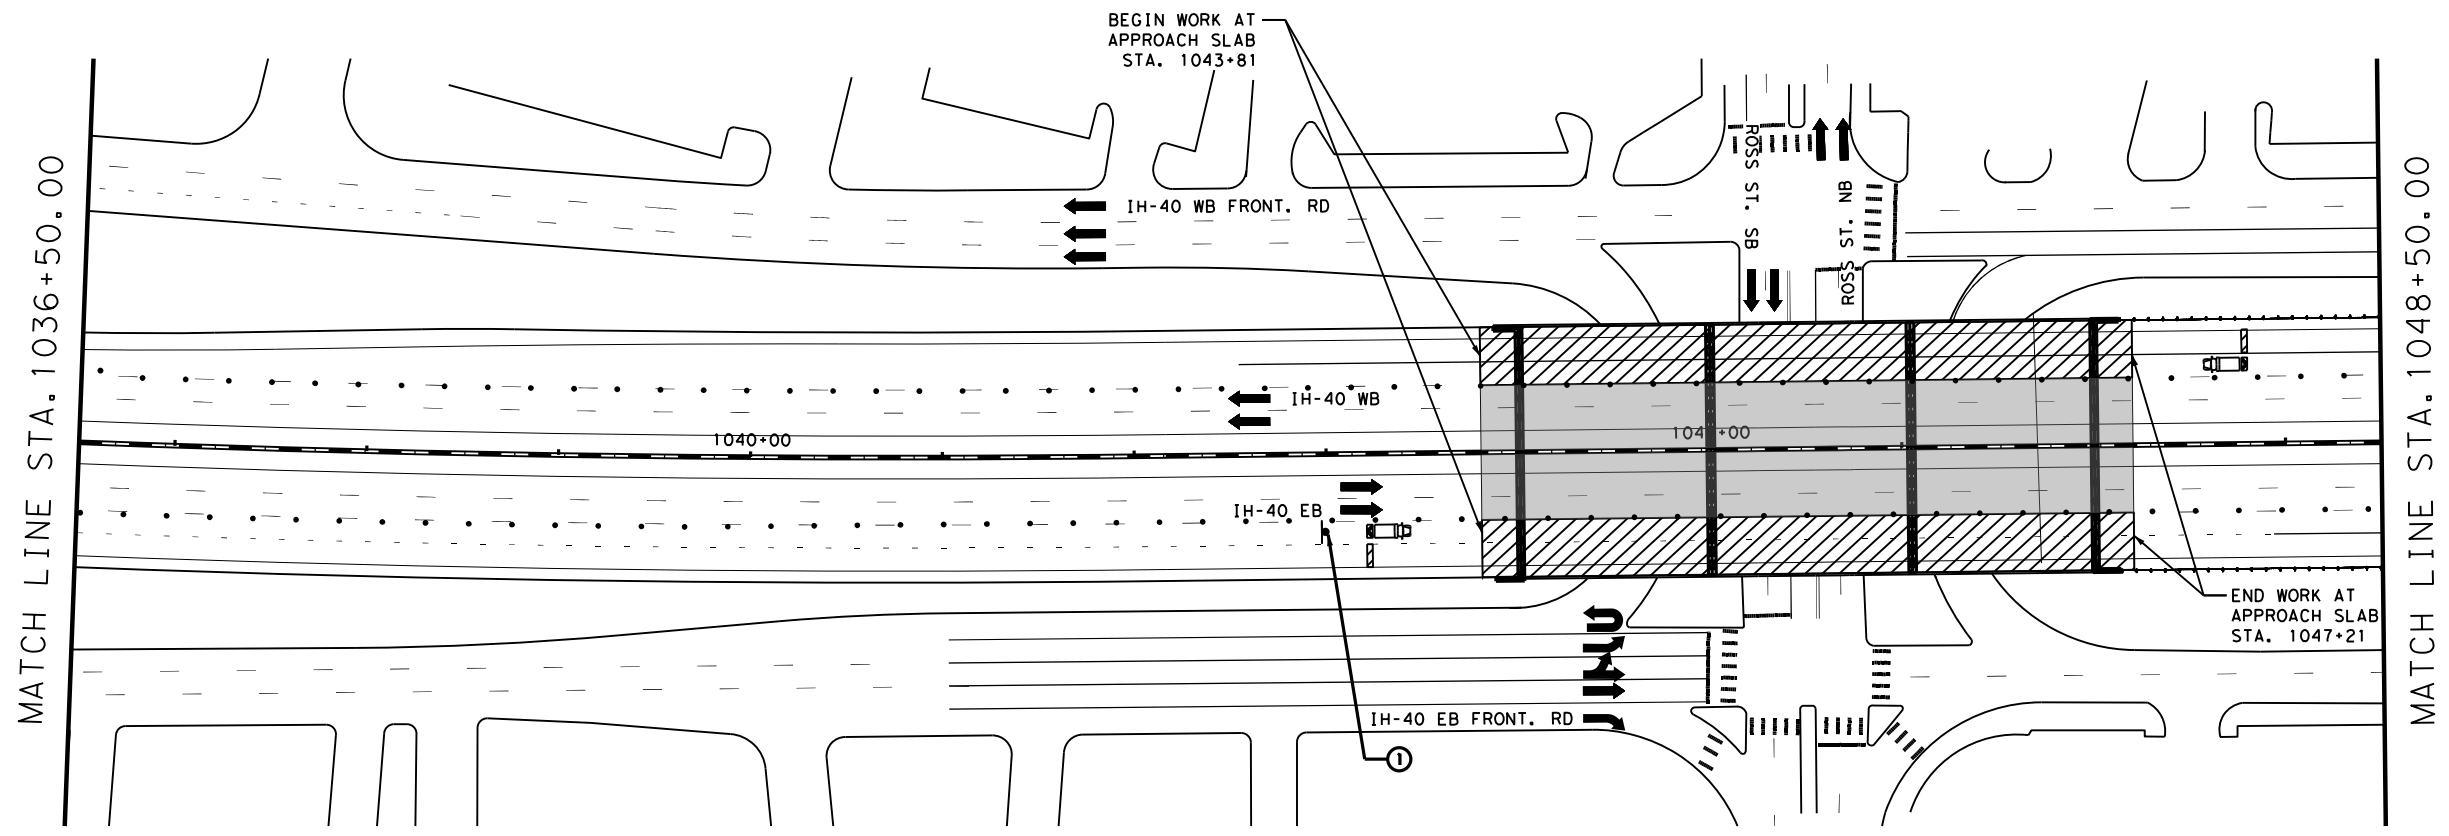 BEGIN WORK AT
APPROACH SLAB
STA. 1043+81
MATCH LINE STA. 1036+50.00
IH-40 WB FRONT. RD
ROSS ST. SB
ROSS ST. NB
MATCH LINE STA. 1048+50.00
IH-40 WB
1040+00
IH-40 EB
END WORK AT
APPROACH SLAB
STA. 1047+21
IH-40 EB FRONT. RD
1